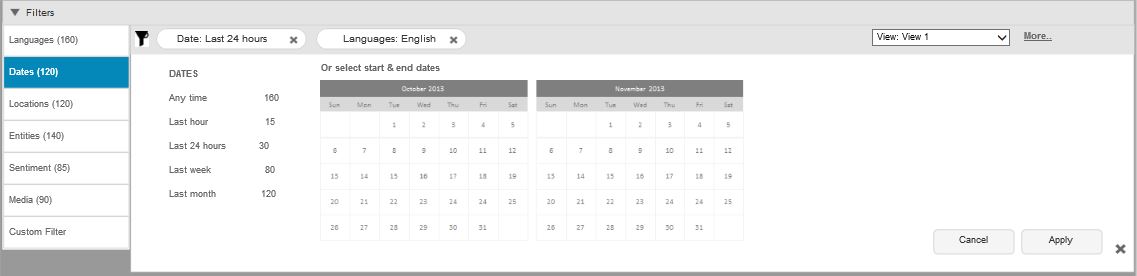 Filters
Languages (160)
Dates (120)
Locations (120)
Entities (140)
Sentiment (85)
Media (90)
Custom Filter
Date: Last 24 hours
Languages: English
View: View 1
More..
DATES
Any time 160
Last hour 15
Last 24 hours 30
Last week 80
Last month 120
Or select start & end dates
October 2013
Sun Mon Tue Wed Thu Fri Sat
1 2 3 4 5
6 7 8 9 10 11 12
13 14 15 16 17 18 19
20 21 22 23 24 24 25
26 27 28 29 30 31
November 2013
Sun Mon Tue Wed Thu Fri Sat
1 2 3 4 5
6 7 8 9 10 11 12
13 14 15 16 17 18 19
20 21 22 23 24 24 25
26 27 28 29 30 31
Cancel
Apply